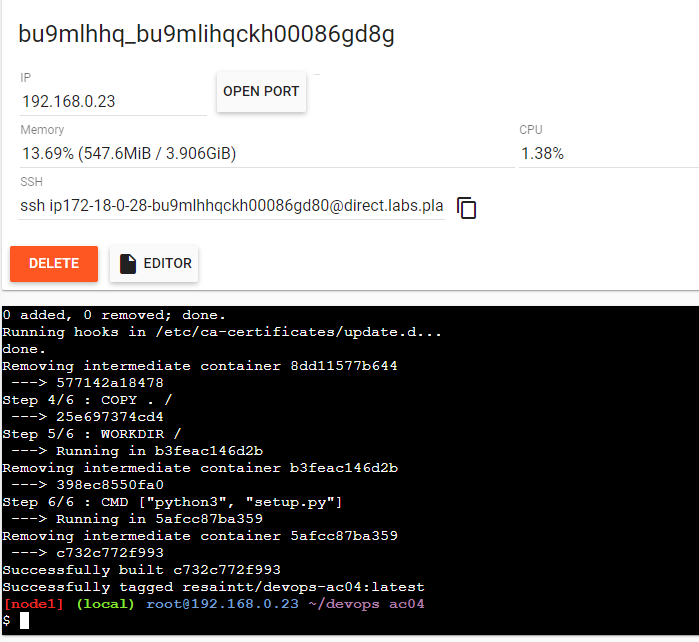 bu9mlhhq_bu9mlihqckh00086gd8g
IP
192.168.0.23
OPEN PORT
Memory
13.69% (547.6MiB / 3.906GiB)
CPU
1.38%
SSH
ssh ip172-18-0-28-bu9mlhhqckh00086gd80@direct.labs.pla
DELETE
EDITOR
0 added, 0 removed; done.
Running hooks in /etc/ca-certificates/update.d...
done.
Removing intermediate container 8dd11577b644
---> 577142a18478
Step 4/6 : COPY . /
---> 25e697374cd4
Step 5/6 : WORKDIR /
---> Running in b3feac146d2b
Removing intermediate container b3feac146d2b
---> 398ec8550fa0
Step 6/6 : CMD ["python3", "setup.py"]
---> Running in 5afcc87ba359
Removing intermediate container 5afcc87ba359
---> c732c772f993
Successfully built c732c772f993
Successfully tagged resaintt/devops-ac04:latest
[node1] (local) root@192.168.0.23 ~/devops ac04
$